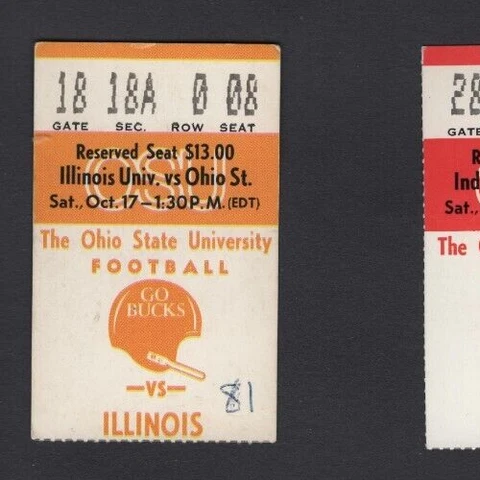 18 18A 0 08
GATE SEC. ROW SEAT
OSU
Reserved Seat $13.00
Illinois Univ. vs Ohio St.
Sat., Oct. 17—1:30 P.M. (EDT)
The Ohio State University
FOOTBALL
GO
BUCKS
—VS—
ILLINOIS
81
28
GATE
R
Ind
Sat.,
The